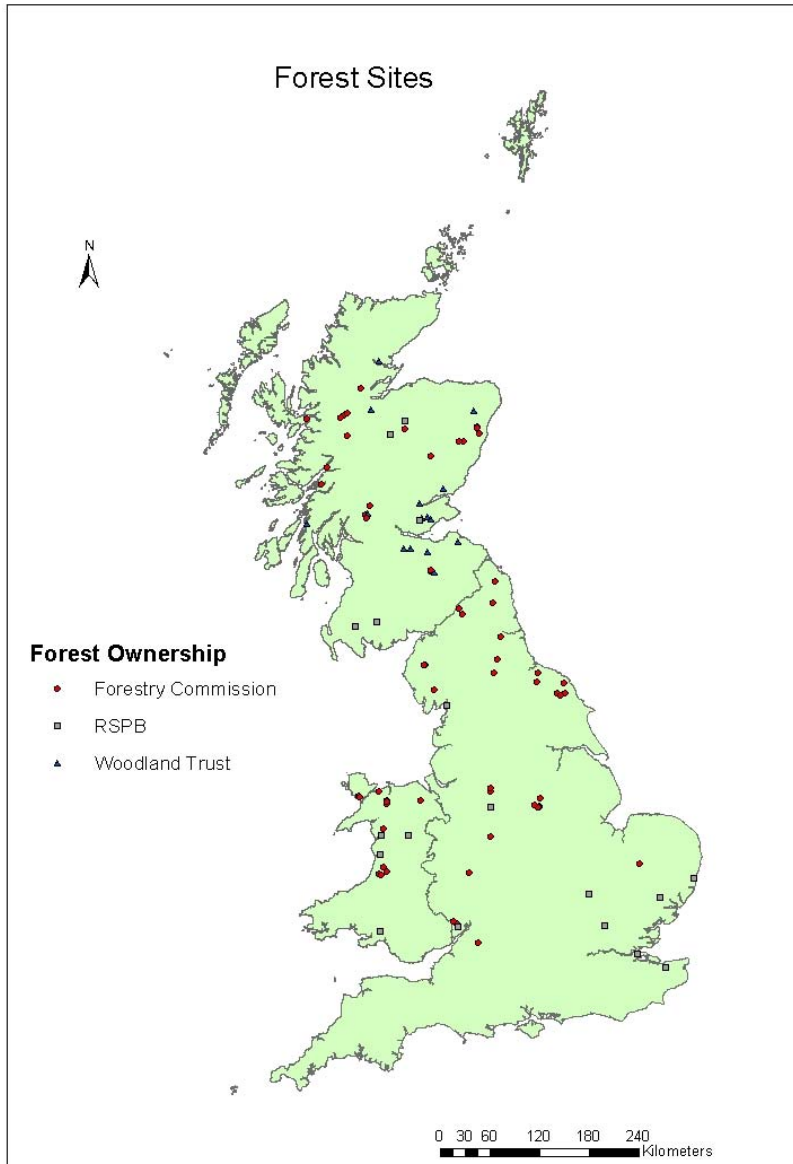 Forest Sites
N
Forest Ownership
Forestry Commission
RSPB
Woodland Trust
0 30 60 120 180 240
Kilometers